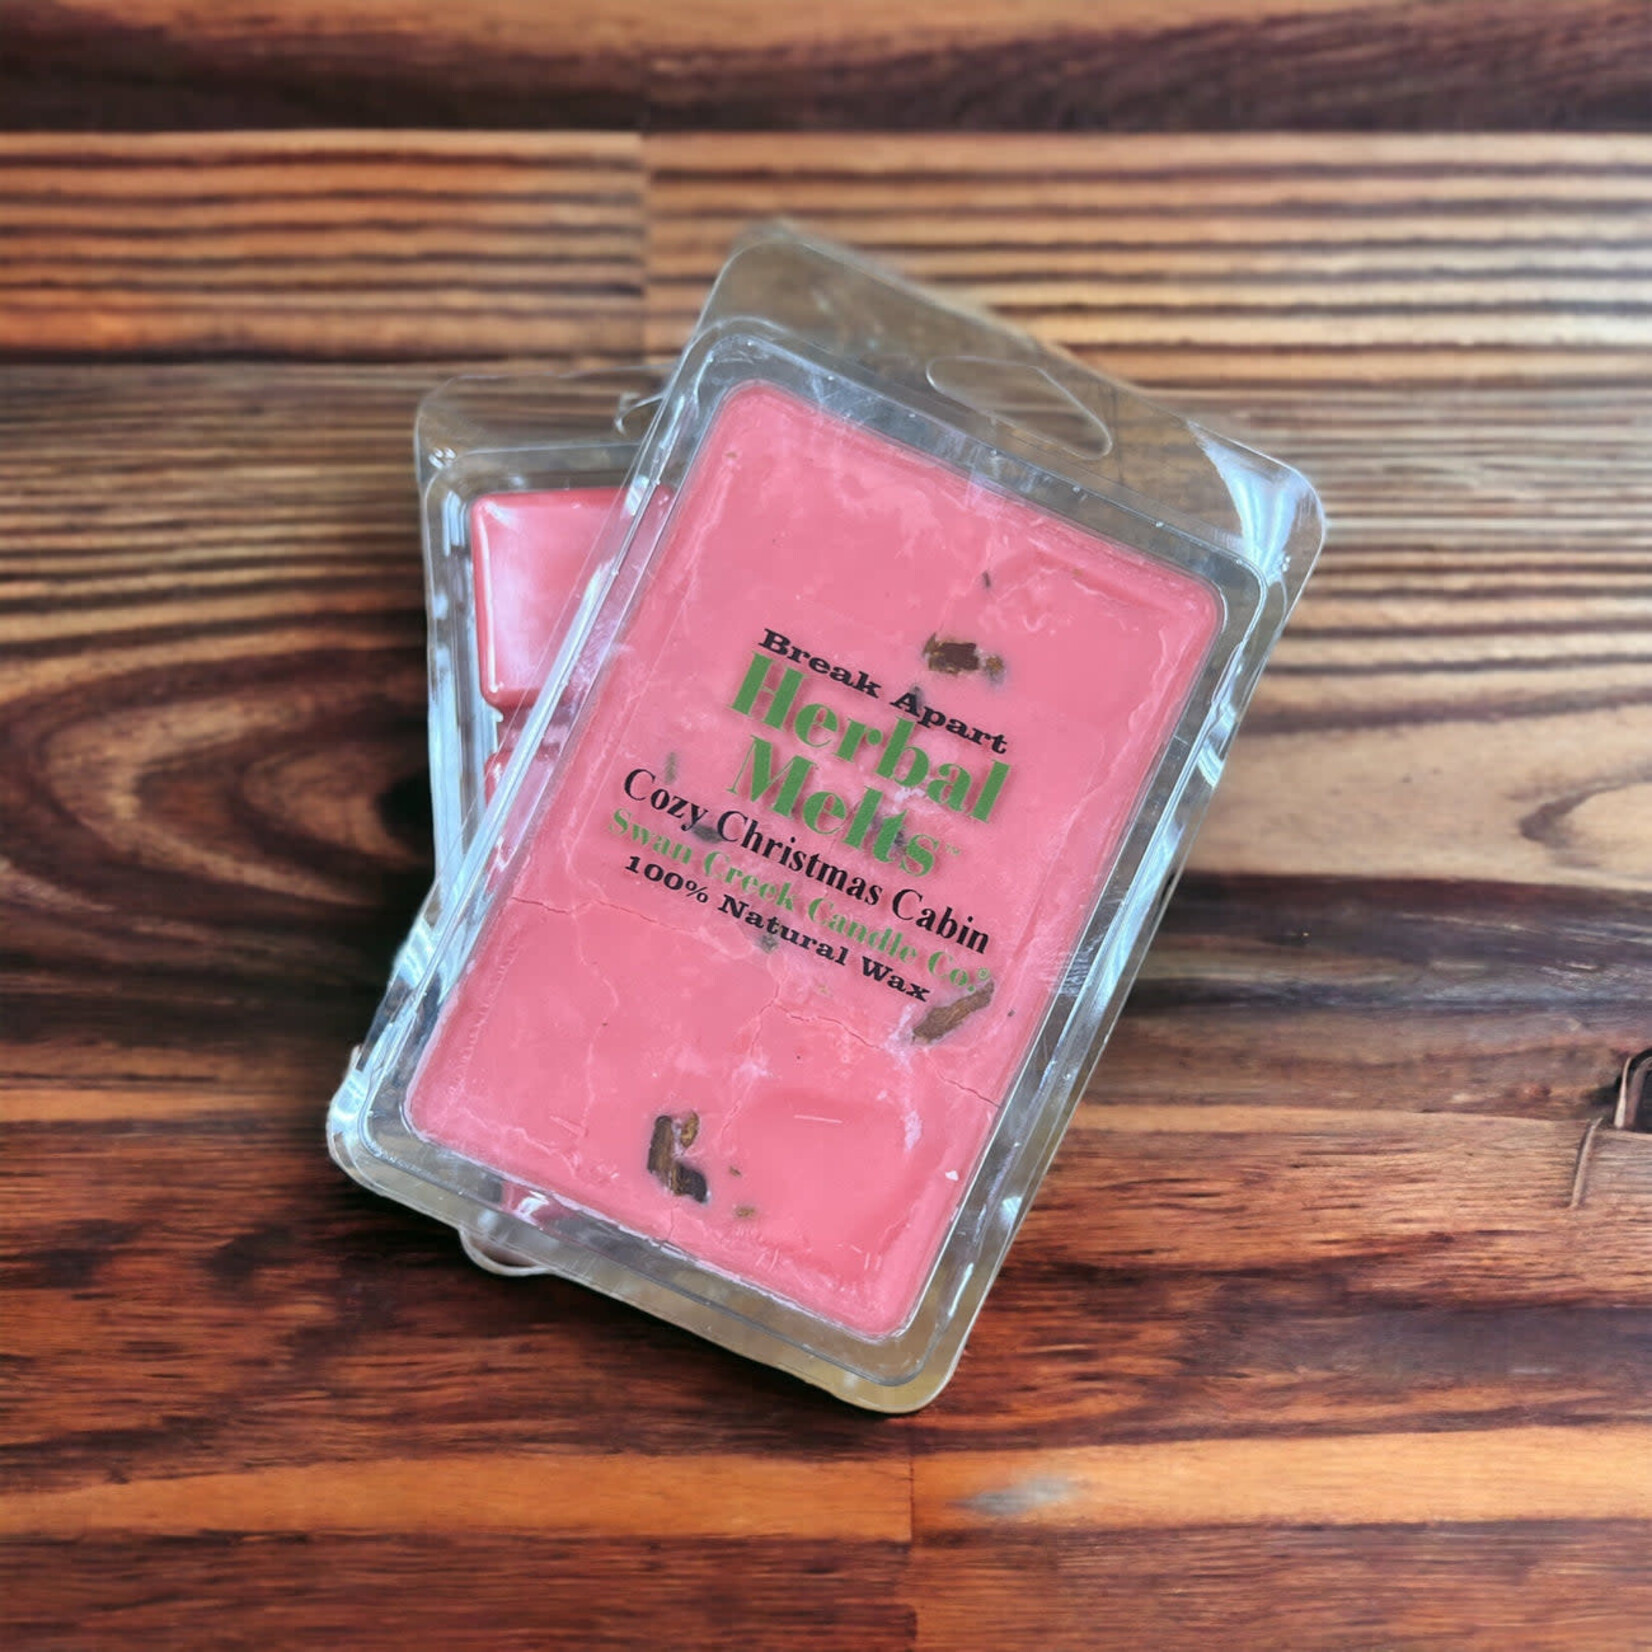 Break Apart
Herbal
Melts™
Cozy Christmas Cabin
Swan Creek Candle Co.®
100% Natural Wax